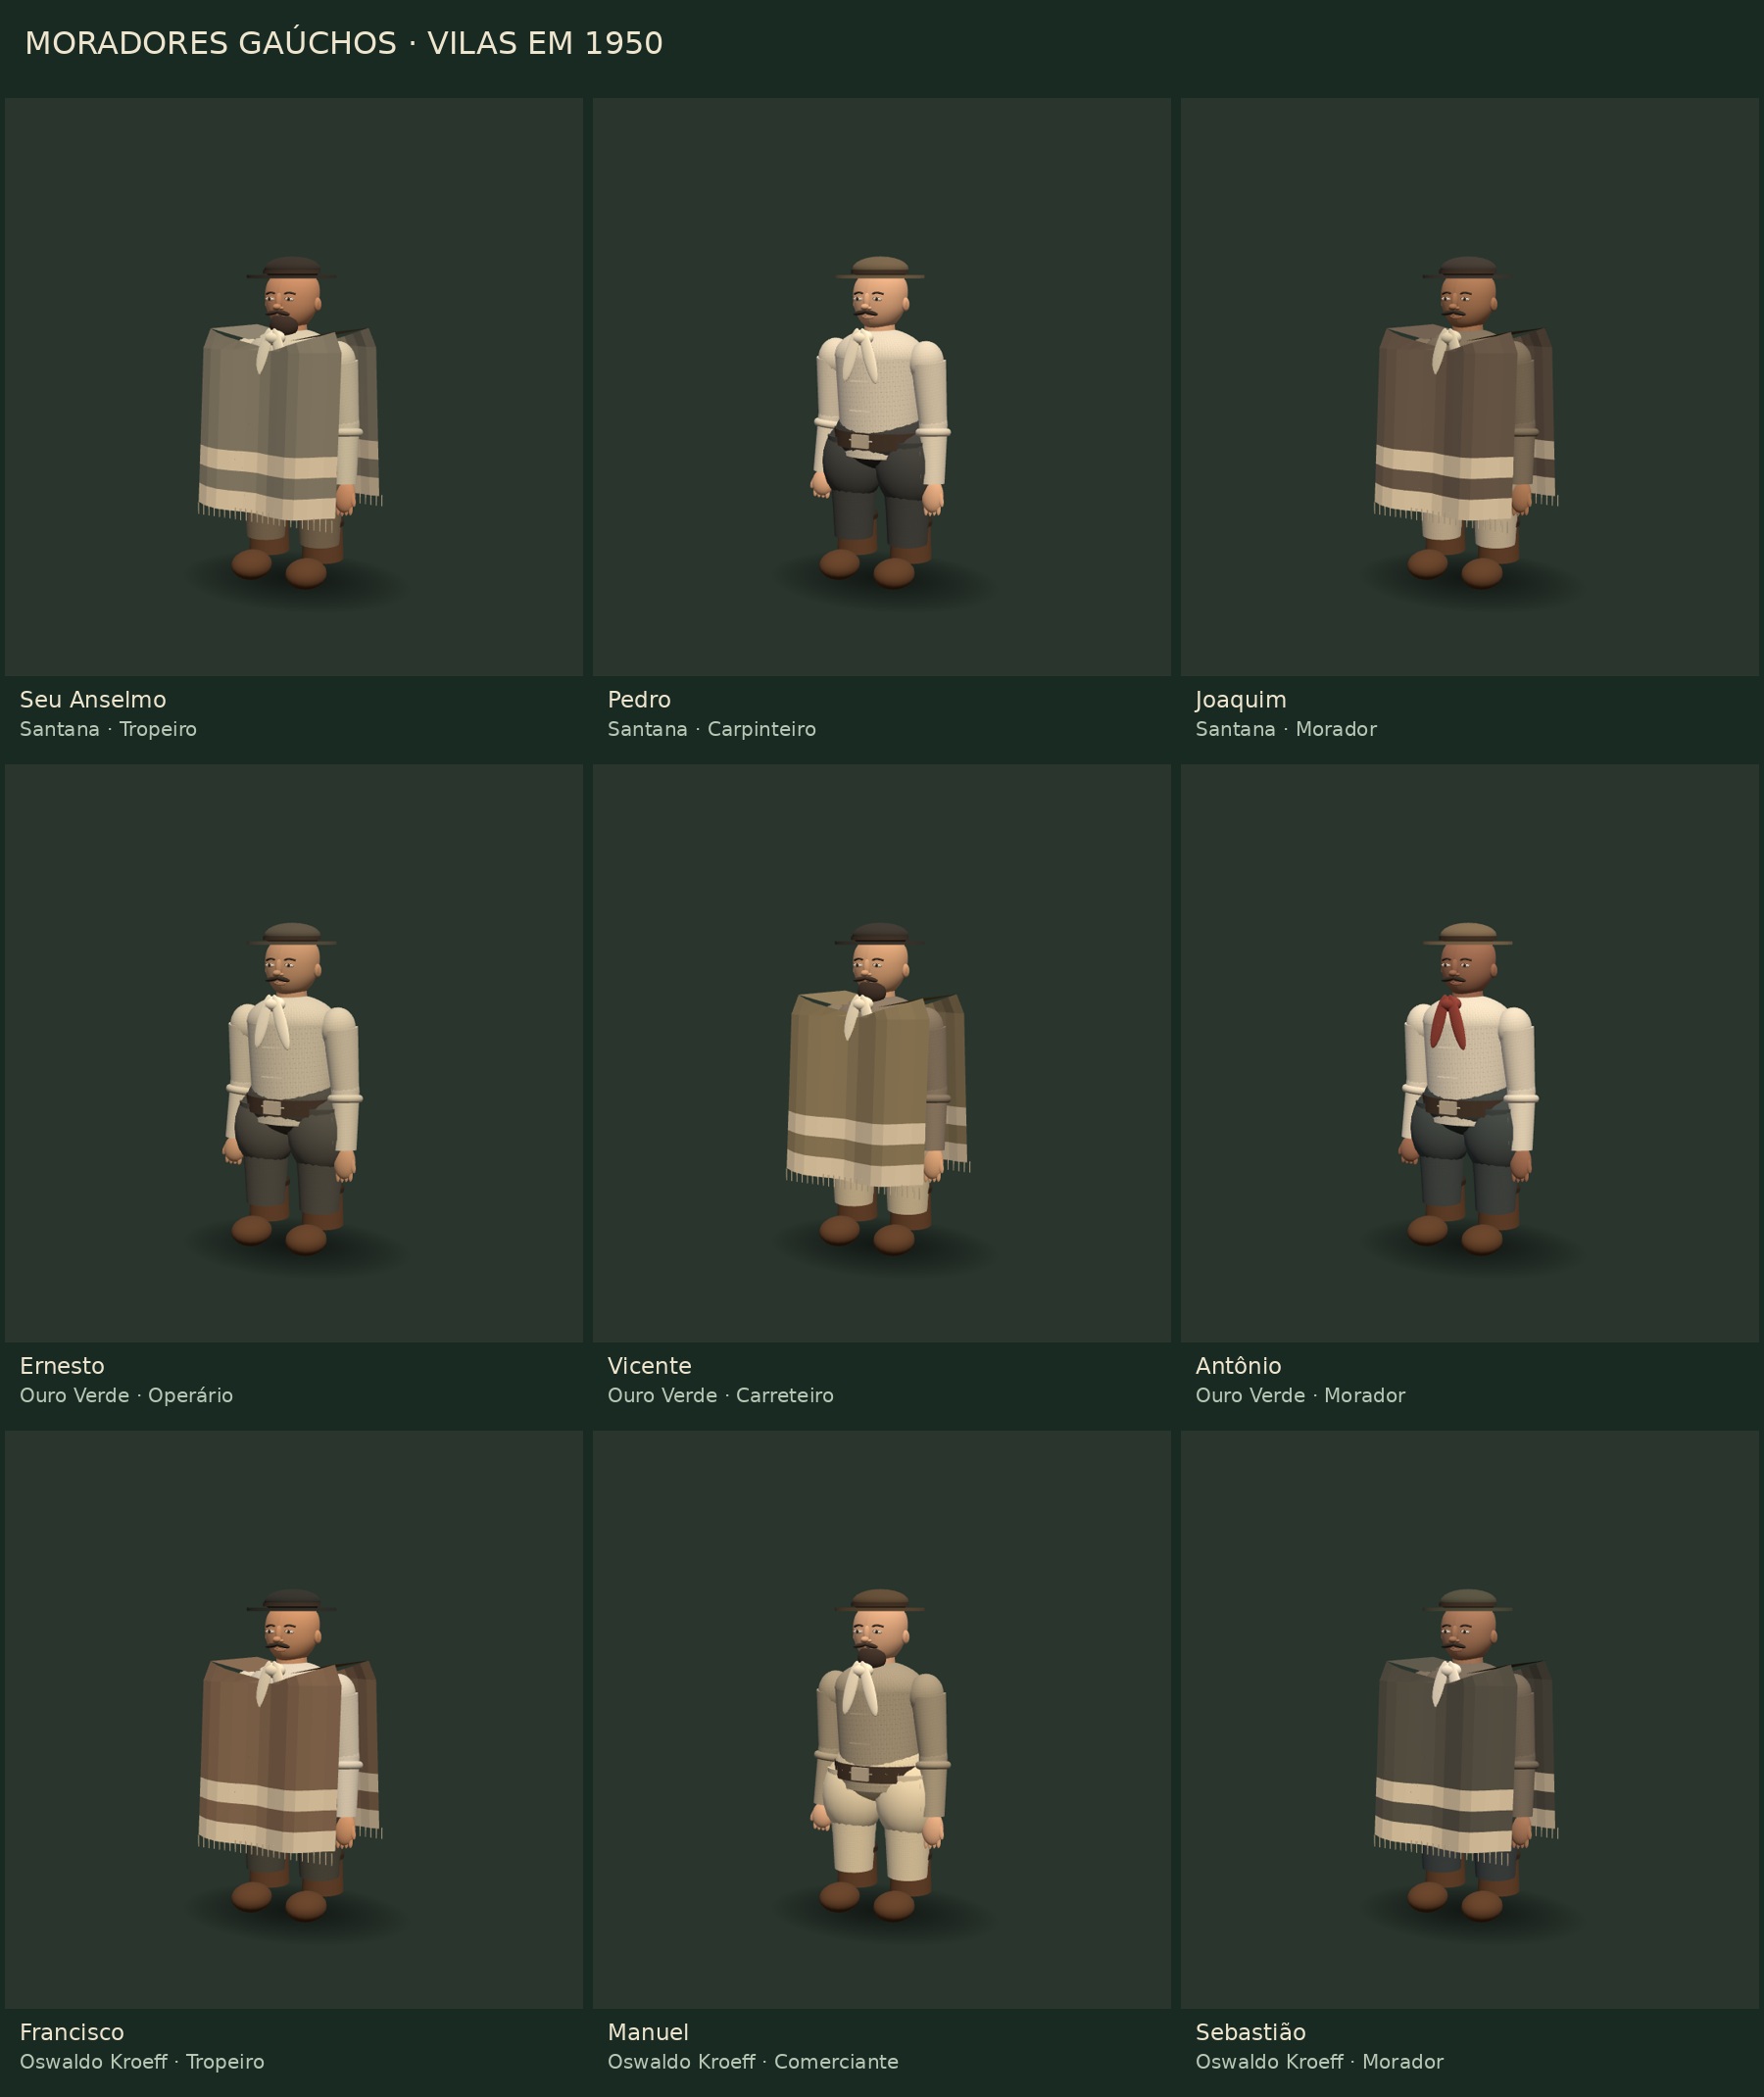 MORADORES GAÚCHOS · VILAS EM 1950
Seu Anselmo
Santana · Tropeiro
Pedro
Santana · Carpinteiro
Joaquim
Santana · Morador
Ernesto
Ouro Verde · Operário
Vicente
Ouro Verde · Carreteiro
Antônio
Ouro Verde · Morador
Francisco
Oswaldo Kroeff · Tropeiro
Manuel
Oswaldo Kroeff · Comerciante
Sebastião
Oswaldo Kroeff · Morador